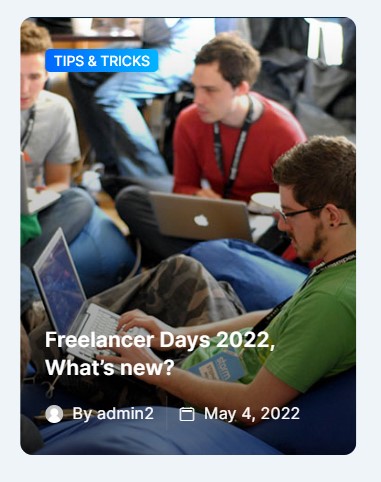 TIPS & TRICKS
Freelancer Days 2022,
What's new?
By admin2 May 4, 2022